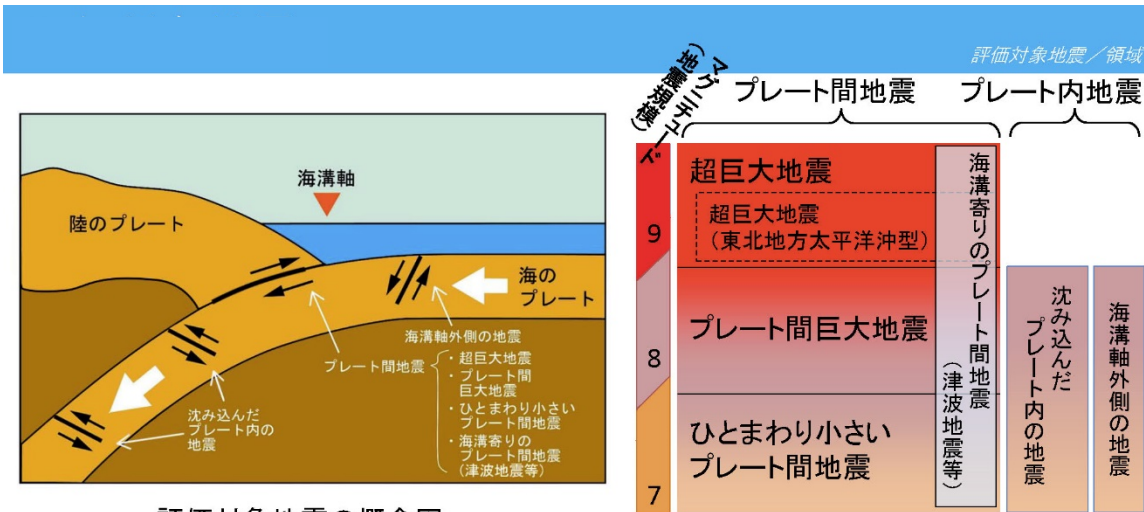 評価対象地震／領域
海溝軸
陸のプレート
海の
プレート
海溝軸外側の地震
プレート間地震
・超巨大地震
・プレート間
巨大地震
・ひとまわり小さい
プレート間地震
・海溝寄りの
プレート間地震
(津波地震等)
沈み込んだ
プレート内の
地震
マグニチュード
(地震規模)
プレート間地震
プレート内地震
9
8
7
超巨大地震
超巨大地震
(東北地方太平洋沖型)
プレート間巨大地震
ひとまわり小さい
プレート間地震
海溝寄りのプレート間地震
(津波地震等)
沈み込んだ
プレート内の地震
海溝軸外側の地震